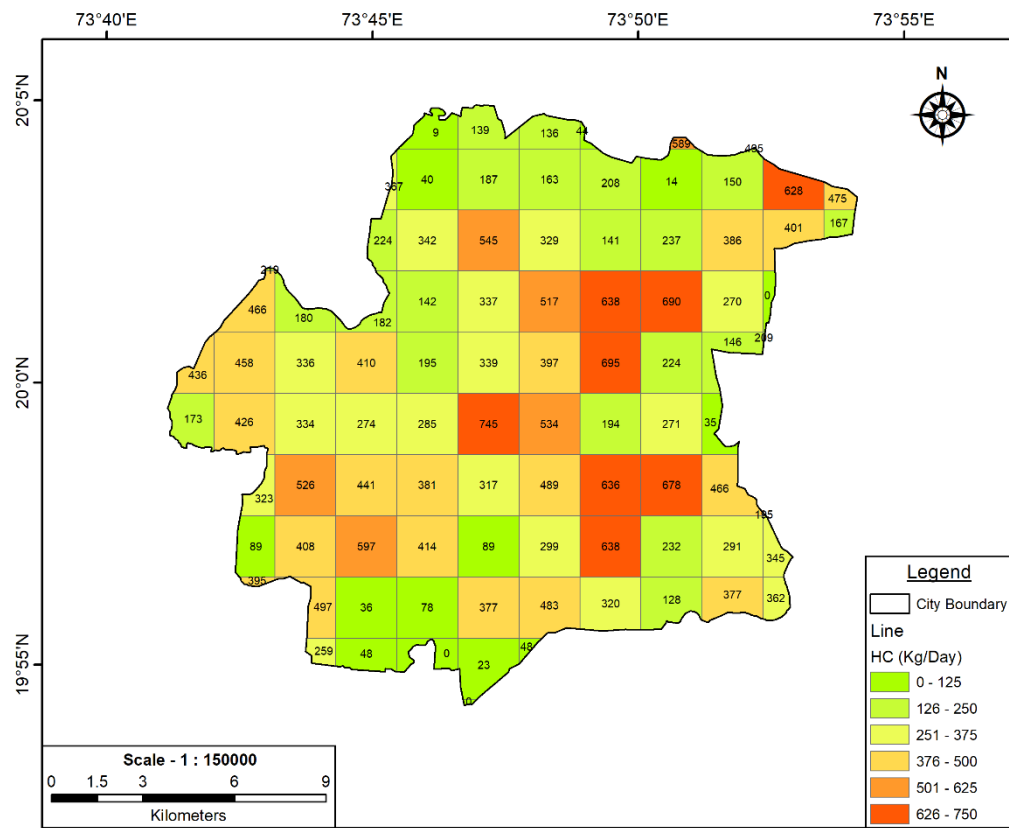 73°40'E 73°45'E 73°50'E 73°55'E
20°5'N
20°0'N
19°55'N
N
9 139 136 44 589 495
367 40 187 163 208 14 150 628 475
224 342 545 329 141 237 386 401 167
219 466 180 182 142 337 517 638 690 270 0
436 458 336 410 195 339 397 695 224 146 209
173 426 334 274 285 745 534 194 271 35
323 526 441 381 317 489 636 678 466 195
89 408 597 414 89 299 638 232 291 345
395 497 36 78 377 483 320 128 377 362
259 48 0 23 48
0
Scale - 1 : 150000
0 1.5 3 6 9
Kilometers
Legend
City Boundary
Line
HC (Kg/Day)
0 - 125
126 - 250
251 - 375
376 - 500
501 - 625
626 - 750